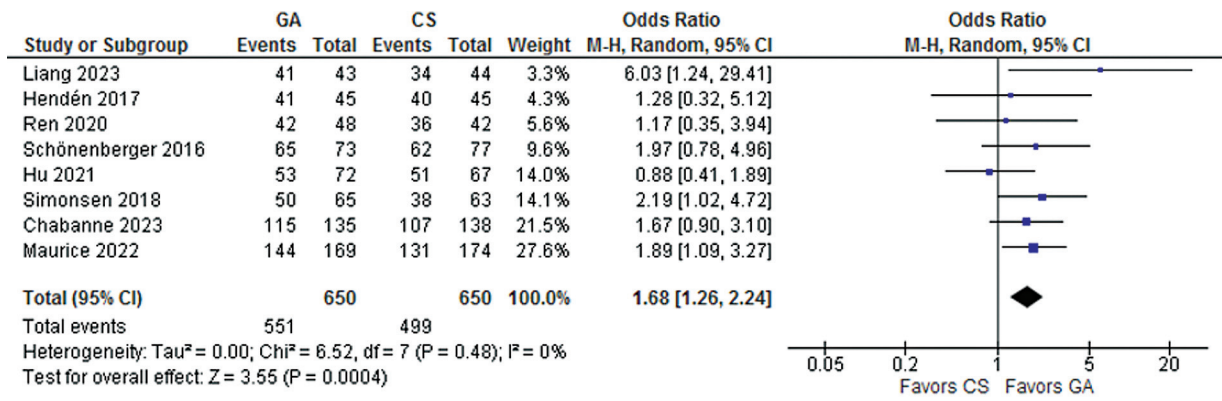 GA CS Odds Ratio Odds Ratio
Study or Subgroup Events Total Events Total Weight M-H, Random, 95% CI M-H, Random, 95% CI
Liang 2023 41 43 34 44 3.3% 6.03 [1.24, 29.41]
Hendén 2017 41 45 40 45 4.3% 1.28 [0.32, 5.12]
Ren 2020 42 48 36 42 5.6% 1.17 [0.35, 3.94]
Schönenberger 2016 65 73 62 77 9.6% 1.97 [0.78, 4.96]
Hu 2021 53 72 51 67 14.0% 0.88 [0.41, 1.89]
Simonsen 2018 50 65 38 63 14.1% 2.19 [1.02, 4.72]
Chabanne 2023 115 135 107 138 21.5% 1.67 [0.90, 3.10]
Maurice 2022 144 169 131 174 27.6% 1.89 [1.09, 3.27]
Total (95% CI) 650 650 100.0% 1.68 [1.26, 2.24]
Total events 551 499
Heterogeneity: Tau² = 0.00; Chi² = 6.52, df = 7 (P = 0.48); I² = 0%
Test for overall effect: Z = 3.55 (P = 0.0004)
0.05 0.2 1 5 20
Favors CS Favors GA